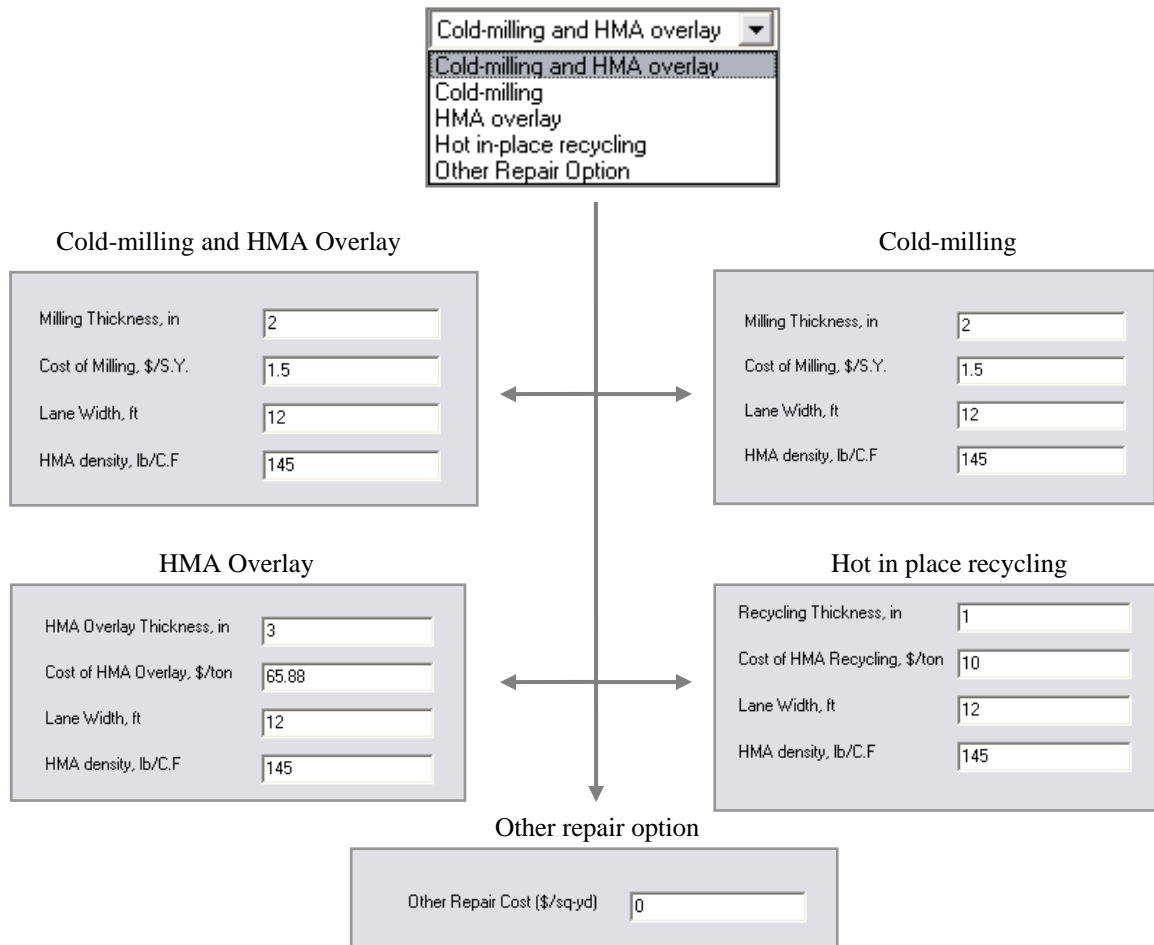 Cold-milling and HMA overlay
Cold-milling and HMA overlay
Cold-milling
HMA overlay
Hot in-place recycling
Other Repair Option
Cold-milling and HMA Overlay
Milling Thickness, in 2
Cost of Milling, $/S.Y. 1.5
Lane Width, ft 12
HMA density, lb/C.F 145
Cold-milling
Milling Thickness, in 2
Cost of Milling, $/S.Y. 1.5
Lane Width, ft 12
HMA density, lb/C.F 145
HMA Overlay
HMA Overlay Thickness, in 3
Cost of HMA Overlay, $/ton 65.88
Lane Width, ft 12
HMA density, lb/C.F 145
Hot in place recycling
Recycling Thickness, in 1
Cost of HMA Recycling, $/ton 10
Lane Width, ft 12
HMA density, lb/C.F 145
Other repair option
Other Repair Cost ($/sq-yd) 0